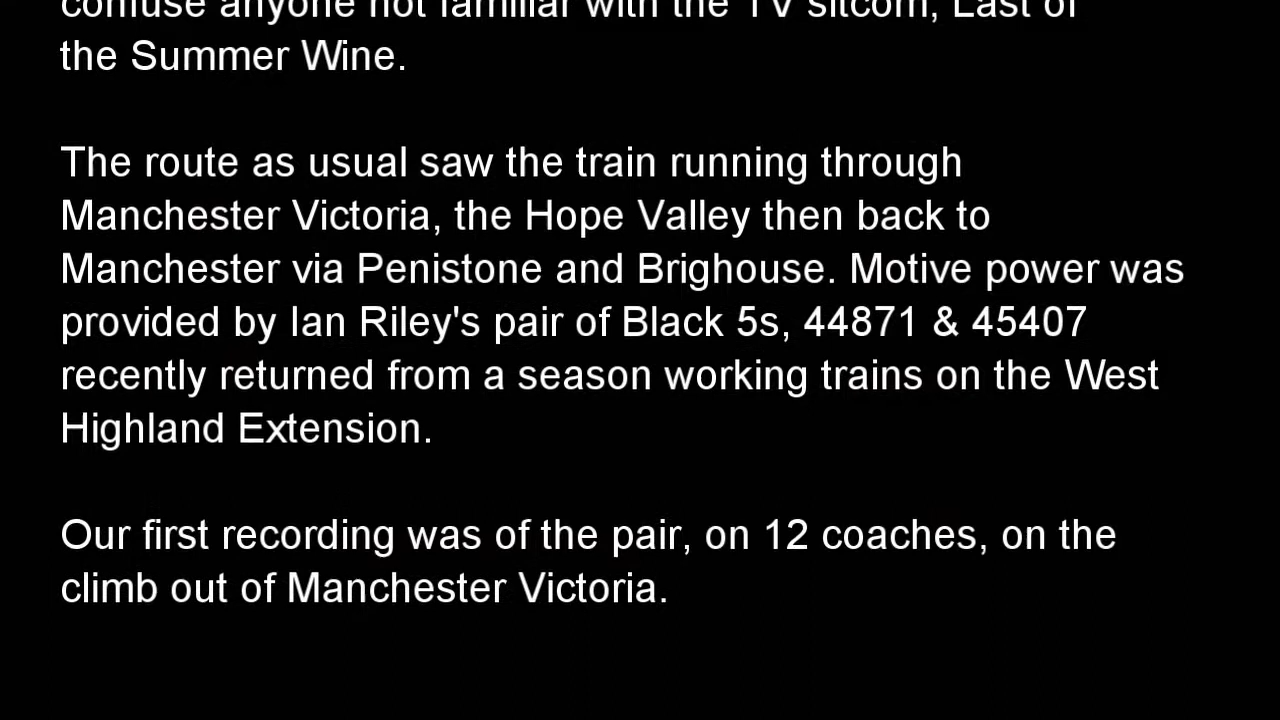 confuse anyone not familiar with the TV sitcom, Last of
the Summer Wine.
The route as usual saw the train running through
Manchester Victoria, the Hope Valley then back to
Manchester via Penistone and Brighouse. Motive power was
provided by Ian Riley's pair of Black 5s, 44871 & 45407
recently returned from a season working trains on the West
Highland Extension.
Our first recording was of the pair, on 12 coaches, on the
climb out of Manchester Victoria.